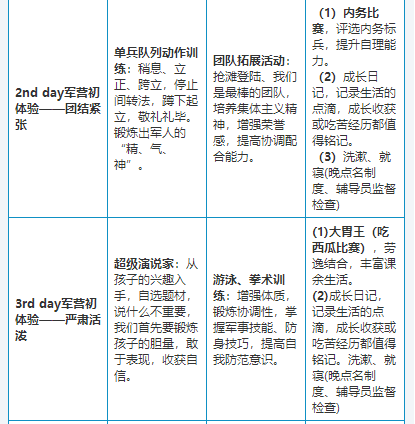 2nd day军营初
体验——团结紧
张
单兵队列动作训
练：稍息、立
正、跨立，停止
间转法，蹲下起
立，敬礼礼毕。
锻炼出军人的
“精、气、
神”。
团队拓展活动：
抢滩登陆、我们
是最棒的团队，
培养集体主义精
神，增强荣誉
感，提高协调配
合能力。
（1）内务比
赛，评选内务标
兵，提升自理能
力。
（2）成长日
记，记录生活的
点滴，成长收获
或吃苦经历都值
得铭记。
（3）洗漱、就
寝(晚点名制
度、辅导员监督
检查)
3rd day军营初
体验——严肃活
泼
超级演说家：从
孩子的兴趣入
手，自选题材，
说什么不重要，
我们首先要锻炼
孩子的胆量，敢
于表现，收获自
信。
游泳、拳术训
练：增强体质，
锻炼协调性，掌
握军事技能、防
身技巧，提高自
我防范意识。
(1)大胃王（吃
西瓜比赛），劳
逸结合，丰富课
余生活。
(2)成长日记，
记录生活的点
滴，成长收获或
吃苦经历都值得
铭记。洗漱、就
寝(晚点名制
度、辅导员监督
检查)